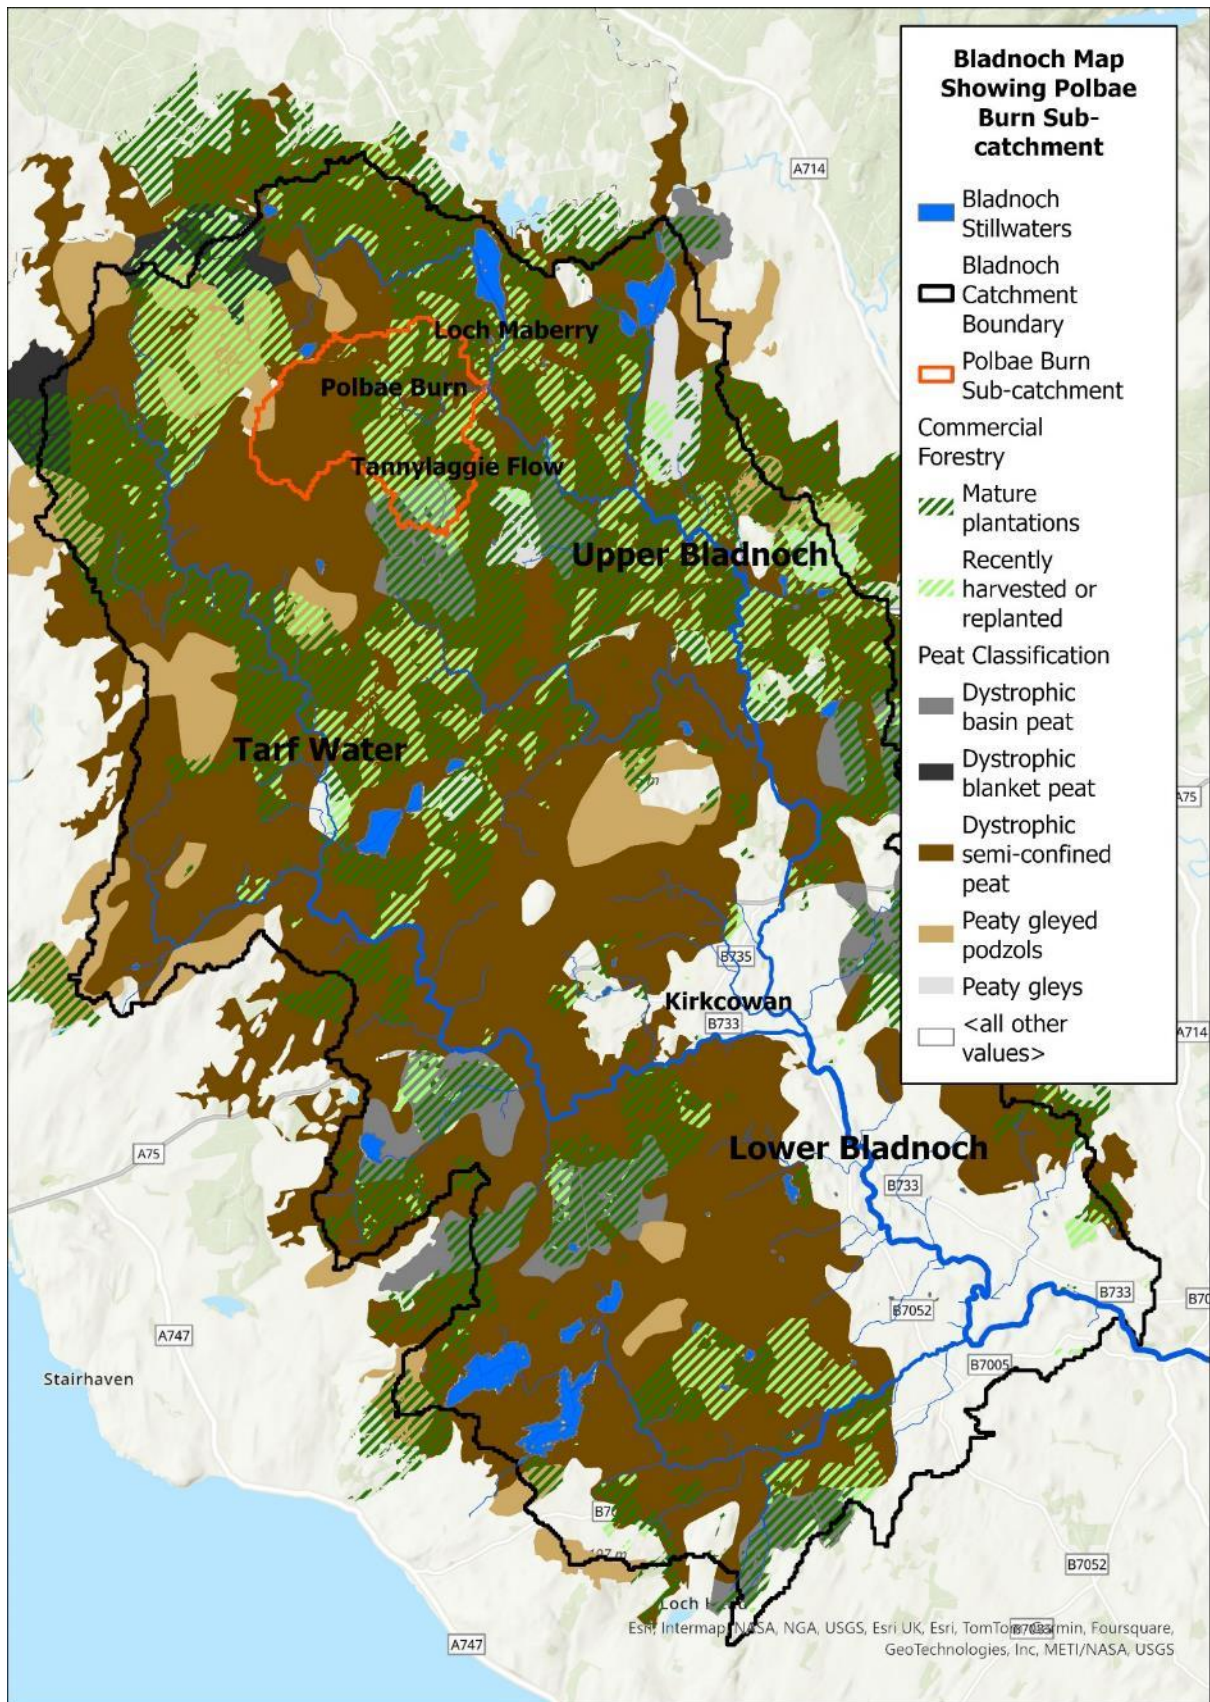 Bladnoch Map
Showing Polbae
Burn Sub-
catchment
Bladnoch
Stillwaters
Bladnoch
Catchment
Boundary
Polbae Burn
Sub-catchment
Commercial
Forestry
Mature
plantations
Recently
harvested or
replanted
Peat Classification
Dystrophic
basin peat
Dystrophic
blanket peat
Dystrophic
semi-confined
peat
Peaty gleyed
podzols
Peaty gleys
<all other
values>
A714
Loch Maberry
Polbae Burn
Tannylaggie Flow
Upper Bladnoch
Tarf Water
A75
B735
Kirkcowan
B733
A714
Lower Bladnoch
A75
B733
B733
B7052
A747
B7005
Stairhaven
B7052
Loch
A747
Esri, Intermap, NASA, NGA, USGS, Esri UK, Esri, TomTom, Garmin, Foursquare,
GeoTechnologies, Inc, METI/NASA, USGS